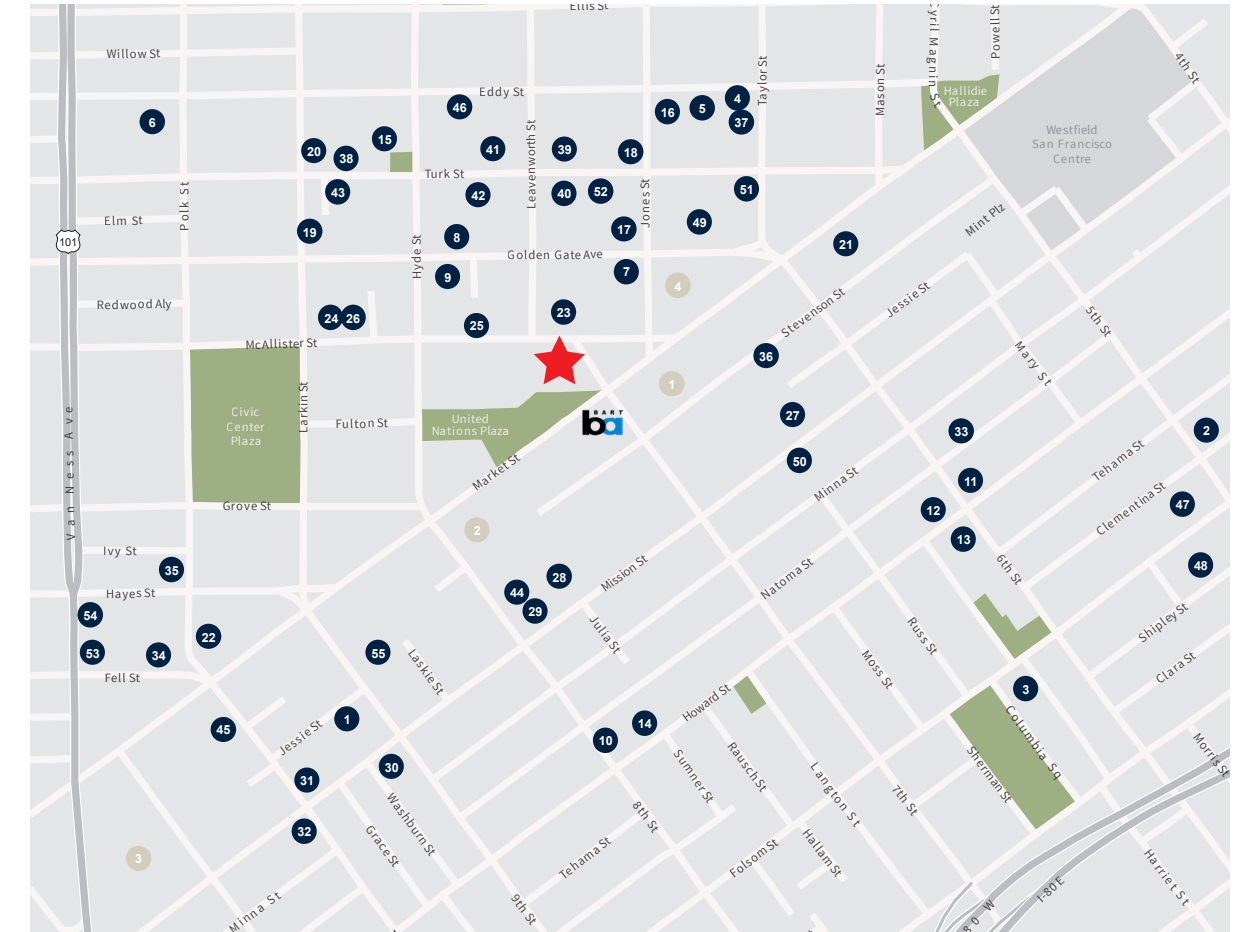 Ellis St
Cyril Magnin St
Powell St
Willow St
Taylor St
Mason St
4th St
Eddy St
Hallidie
Plaza
46
16
5
4
37
6
Westfield
San Francisco
Centre
15
20
38
41
39
18
Leavenworth St
Turk St
Polk St
43
42
40
52
Jones St
51
Elm St
19
8
17
49
Mint Plz
101
21
Hyde St
Golden Gate Ave
9
7
4
Redwood Aly
24
26
25
23
Stevenson St
Jessie St
5th St
McAllister St
36
Mary St
1
Larkin St
Civic
Center
Plaza
Fulton St
United
Nations Plaza
BART
ba
27
33
2
Van Ness Ave
Market St
50
Minna St
Tehama St
11
Clementina St
47
12
Grove St
2
13
Ivy St
35
Hayes St
44
28
29
Mission St
Natoma St
6th St
48
54
22
Julia St
Russ St
Shipley St
53
34
55
Laskie St
Moss St
Clara St
Fell St
3
45
Jessie St
1
10
14
Howard St
Columbia Sq
Sherman St
Morris St
30
31
Sumner St
Rausch St
Langton St
7th St
32
Washburn St
Grace St
8th St
3
Tehama St
Folsom St
Hallam St
Harriet St
Minna St
9th St
80 W
I-80 E